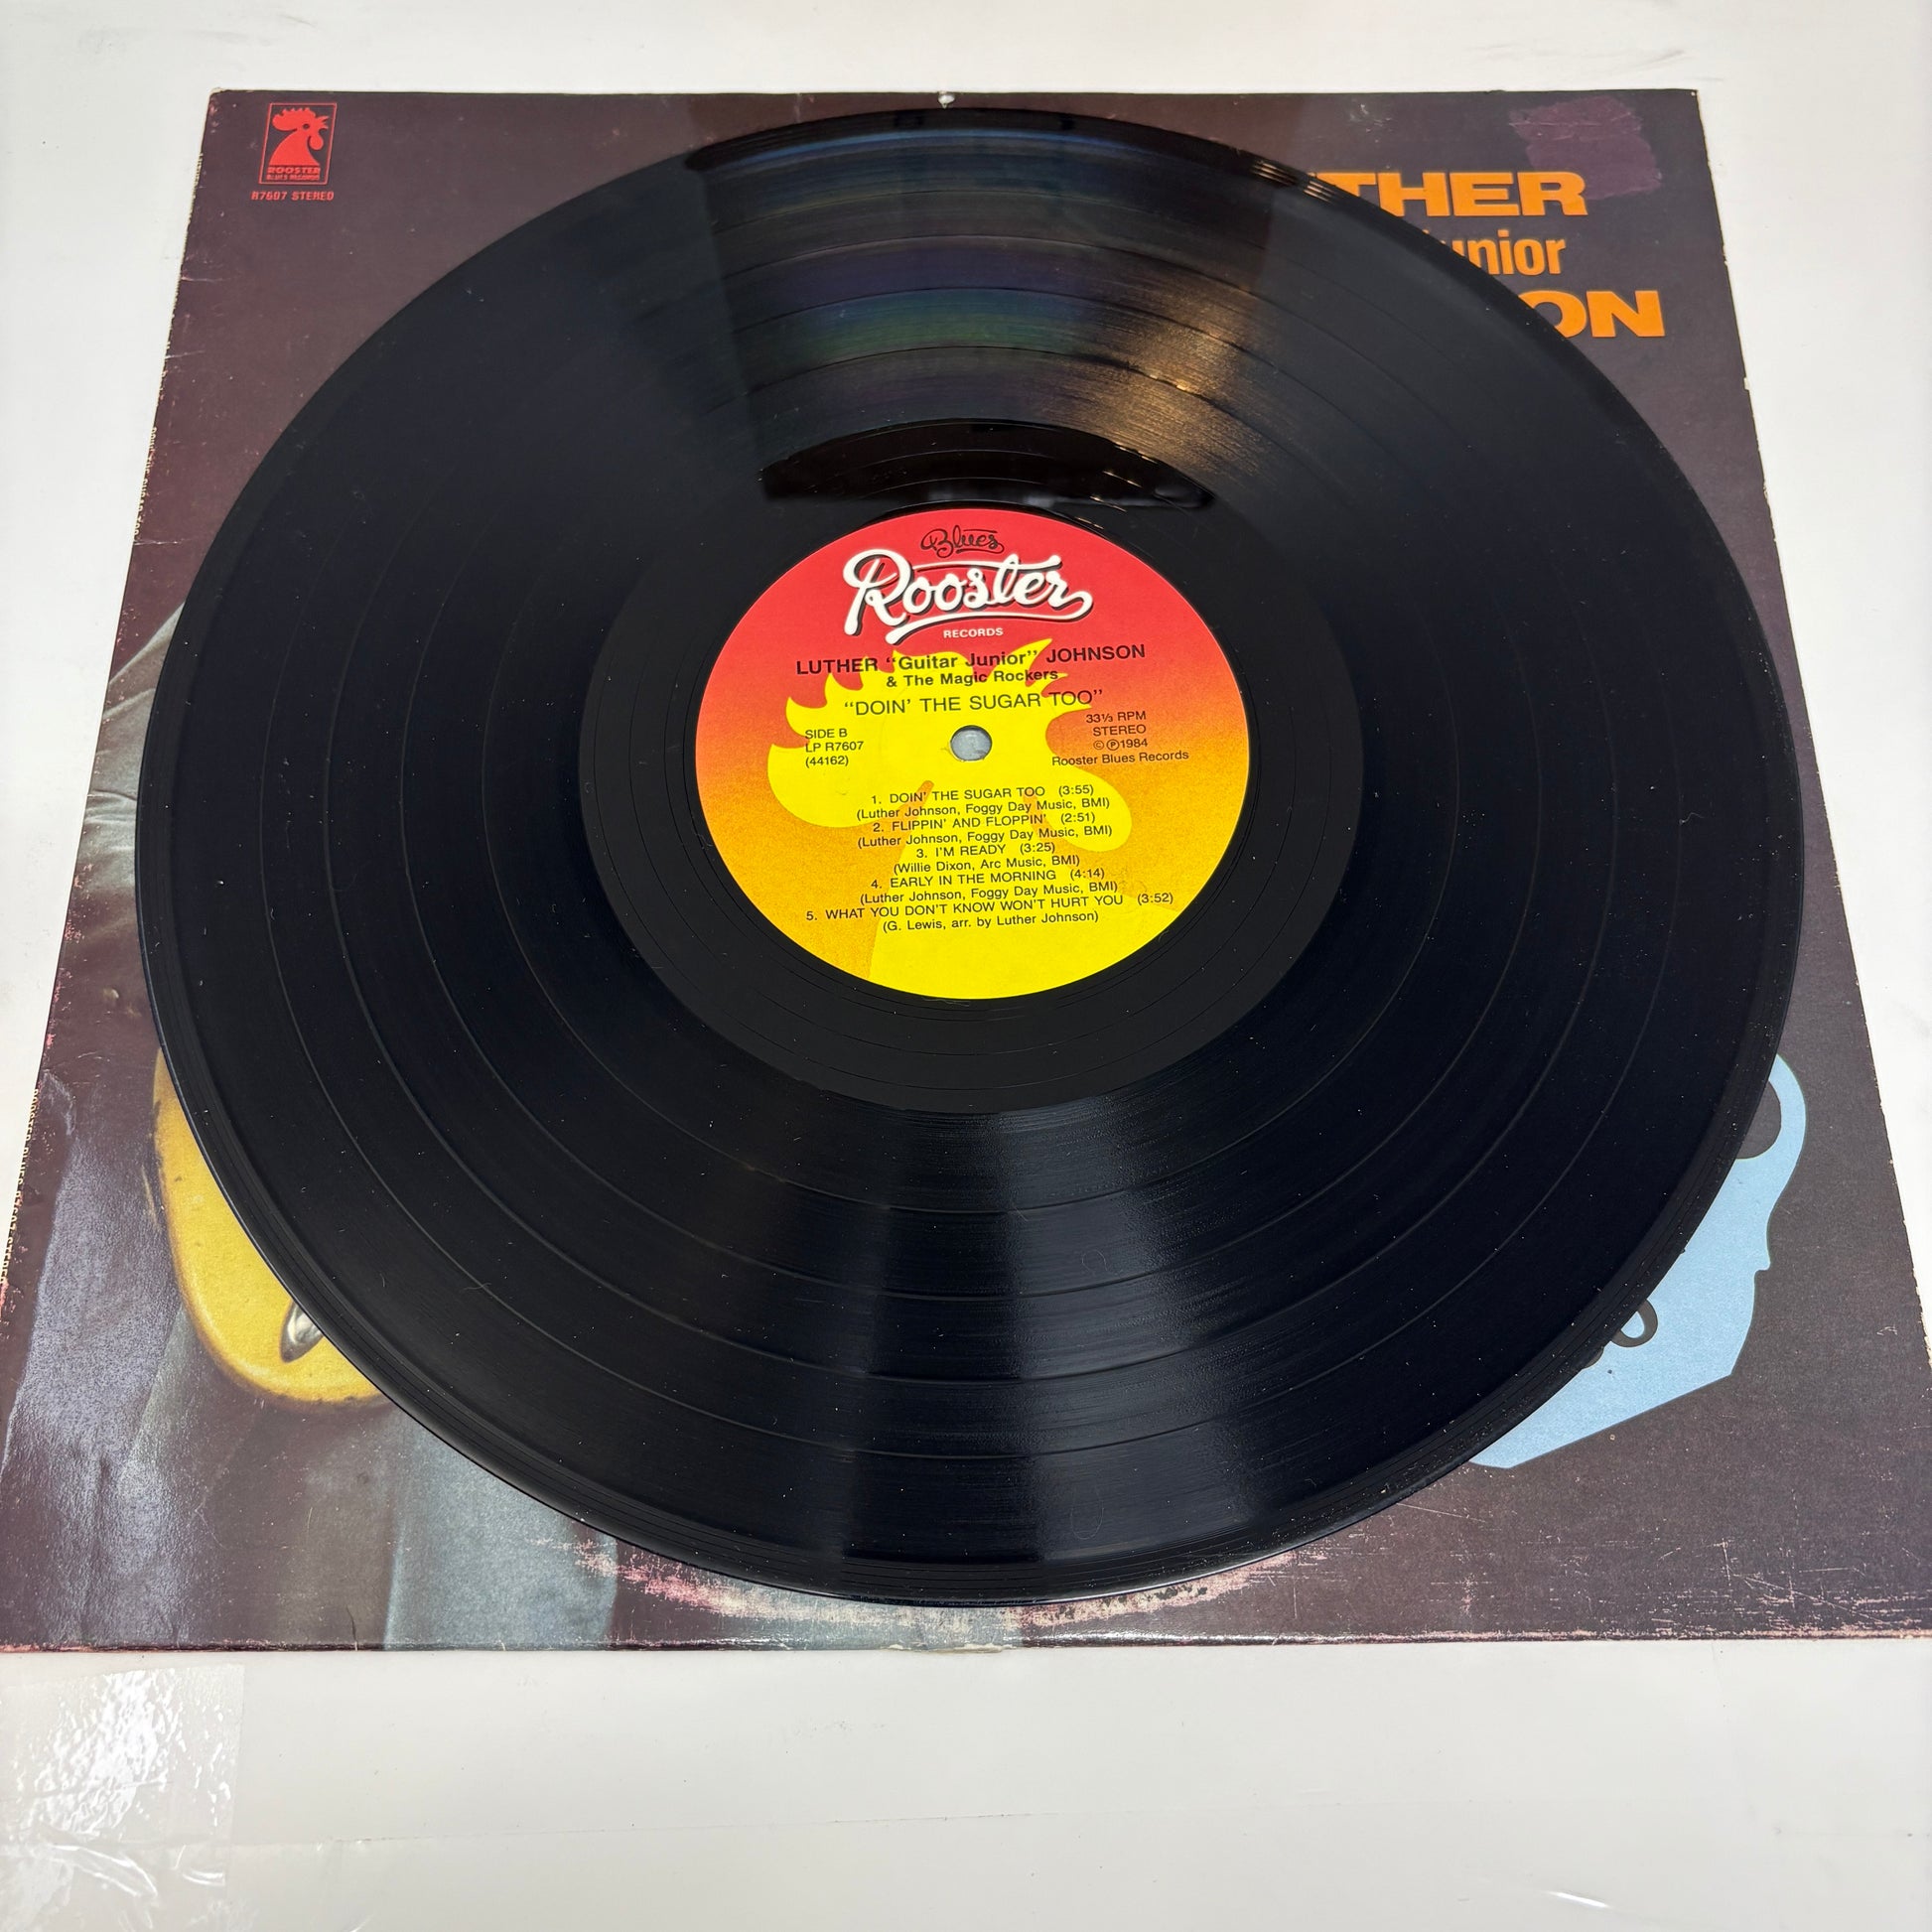 ROOSTER
BLUES RECORDS
R7607 STEREO
THER
unior
ON
Blues
Rooster
RECORDS
LUTHER “Guitar Junior” JOHNSON
& The Magic Rockers
“DOIN’ THE SUGAR TOO”
SIDE B
LP R7607
(44162)
33⅓ RPM
STEREO
© ℗1984
Rooster Blues Records
1. DOIN’ THE SUGAR TOO (3:55)
(Luther Johnson, Foggy Day Music, BMI)
2. FLIPPIN’ AND FLOPPIN’ (2:51)
(Luther Johnson, Foggy Day Music, BMI)
3. I’M READY (3:25)
(Willie Dixon, Arc Music, BMI)
4. EARLY IN THE MORNING (4:14)
(Luther Johnson, Foggy Day Music, BMI)
5. WHAT YOU DON’T KNOW WON’T HURT YOU (3:52)
(G. Lewis, arr. by Luther Johnson)